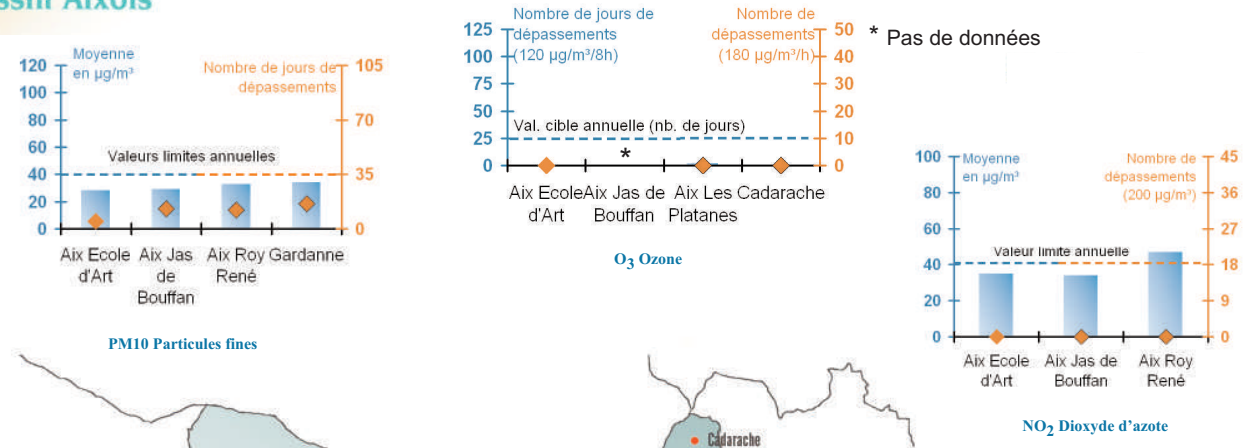 Aixois
Moyenne
en µg/m³
Nombre de jours de
dépassements
120
100
80
60
40
20
0
105
70
35
0
Valeurs limites annuelles
Aix Ecole
d'Art
Aix Jas
de
Bouffan
Aix Roy
René
Gardanne
PM10 Particules fines
Nombre de jours de
dépassements
(120 µg/m³/8h)
Nombre de
dépassements
(180 µg/m³/h)
125
100
75
50
25
0
50
40
30
20
10
0
* Pas de données
Val. cible annuelle (nb. de jours)
*
Aix Ecole
d'Art
Aix Jas de
Bouffan
Aix Les
Platanes
Cadarache
O3 Ozone
Moyenne
en µg/m³
Nombre de
dépassements
(200 µg/m³)
100
80
60
40
20
0
45
36
27
18
9
0
Valeur limite annuelle
Aix Ecole
d'Art
Aix Jas de
Bouffan
Aix Roy
René
NO2 Dioxyde d'azote
Cadarache